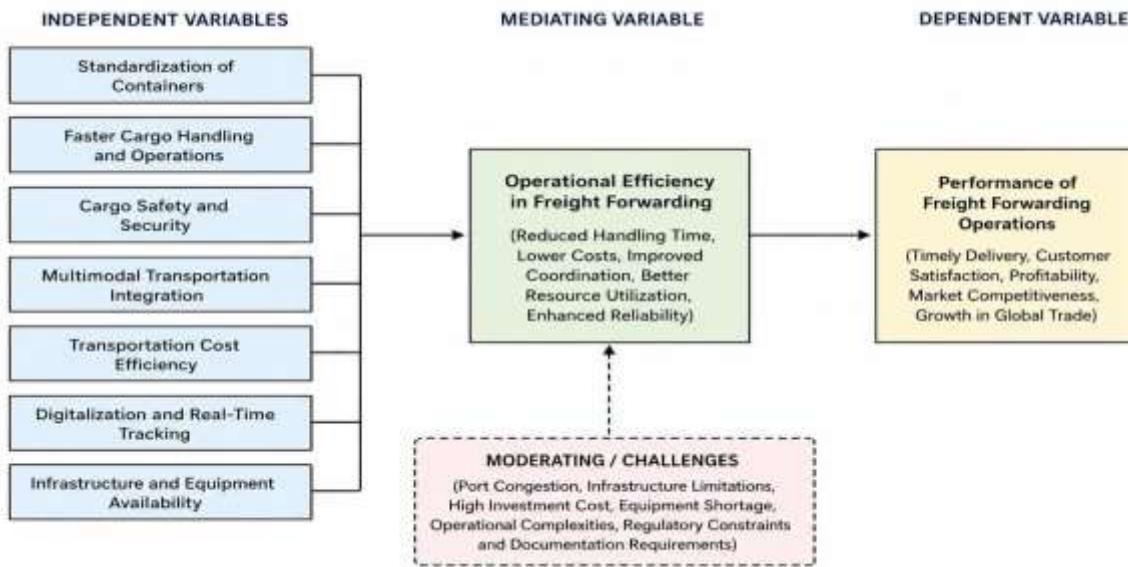 INDEPENDENT VARIABLES
Standardization of
Containers
Faster Cargo Handling
and Operations
Cargo Safety and
Security
Multimodal Transportation
Integration
Transportation Cost
Efficiency
Digitalization and Real-Time
Tracking
Infrastructure and Equipment
Availability
MEDIATING VARIABLE
Operational Efficiency
in Freight Forwarding
(Reduced Handling Time,
Lower Costs, Improved
Coordination, Better
Resource Utilization,
Enhanced Reliability)
MODERATING / CHALLENGES
(Port Congestion, Infrastructure Limitations,
High Investment Cost, Equipment Shortage,
Operational Complexities, Regulatory Constraints
and Documentation Requirements)
DEPENDENT VARIABLE
Performance of
Freight Forwarding
Operations
(Timely Delivery, Customer
Satisfaction, Profitability,
Market Competitiveness,
Growth in Global Trade)